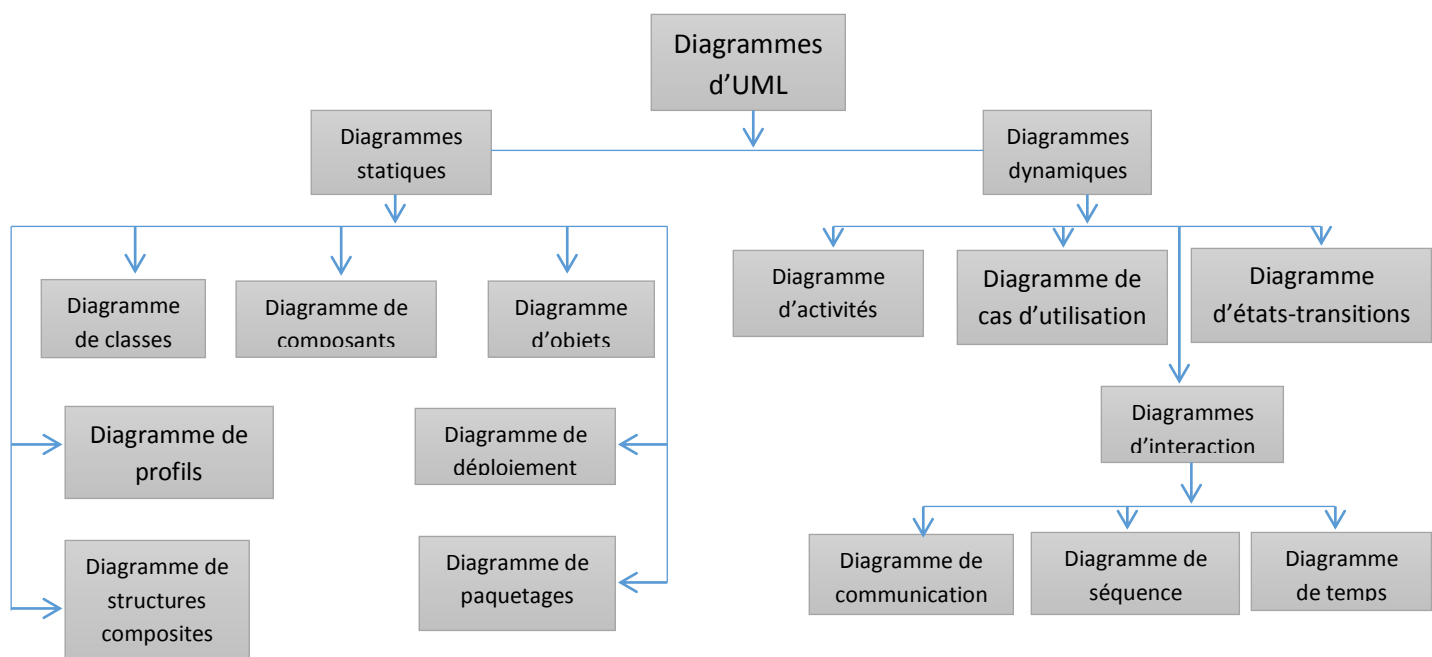 Diagrammes
d’UML
Diagrammes
statiques
Diagrammes
dynamiques
Diagramme
de classes
Diagramme de
composants
Diagramme
d’objets
Diagramme
d’activités
Diagramme de
cas d’utilisation
Diagramme
d’états-transitions
Diagramme de
profils
Diagramme de
déploiement
Diagrammes
d’interaction
Diagramme de
structures
composites
Diagramme de
paquetages
Diagramme de
communication
Diagramme de
séquence
Diagramme
de temps